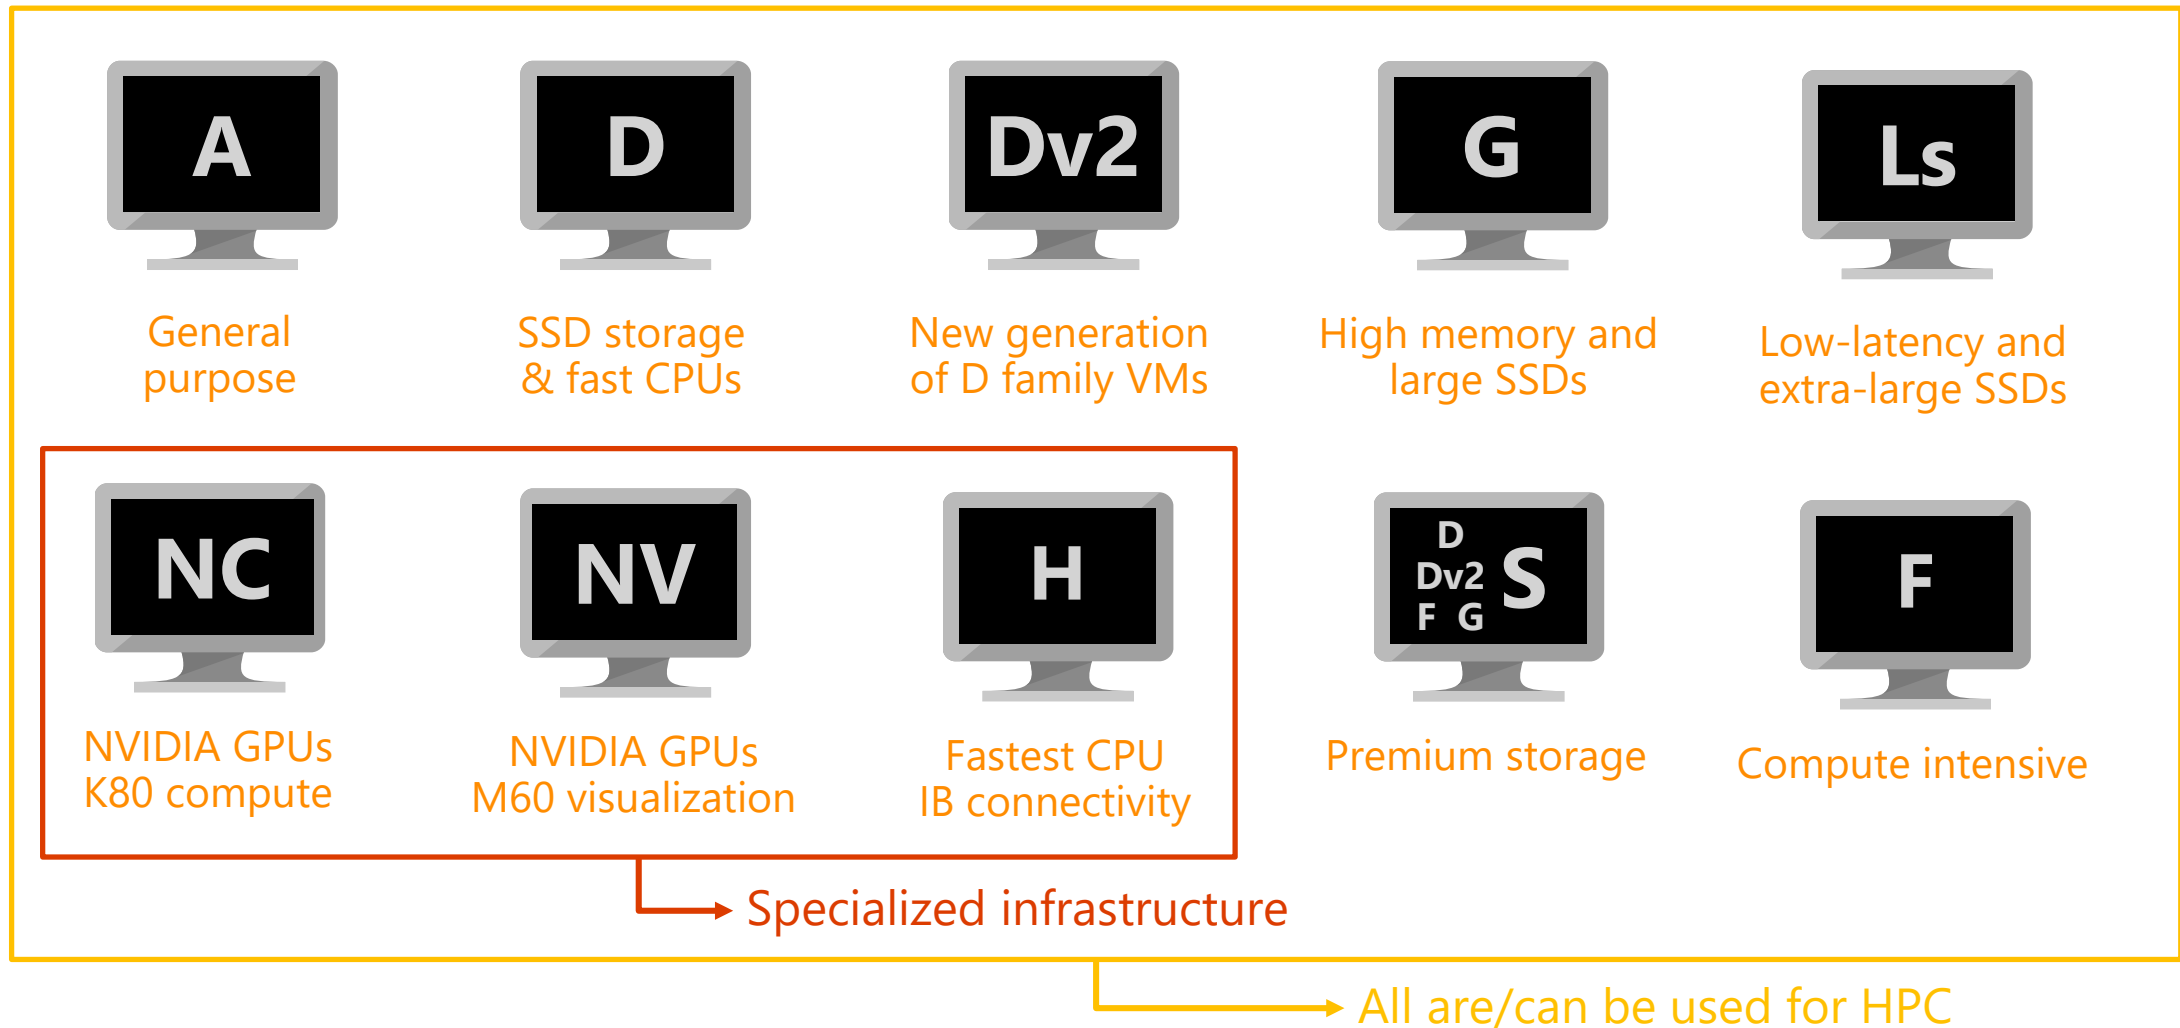 A
D
Dv2
G
Ls
General
purpose
SSD storage
& fast CPUs
New generation
of D family VMs
High memory and
large SSDs
Low-latency and
extra-large SSDs
NC
NV
H
D
Dv2
F G
S
F
NVIDIA GPUs
K80 compute
NVIDIA GPUs
M60 visualization
Fastest CPU
IB connectivity
Premium storage
Compute intensive
Specialized infrastructure
All are/can be used for HPC